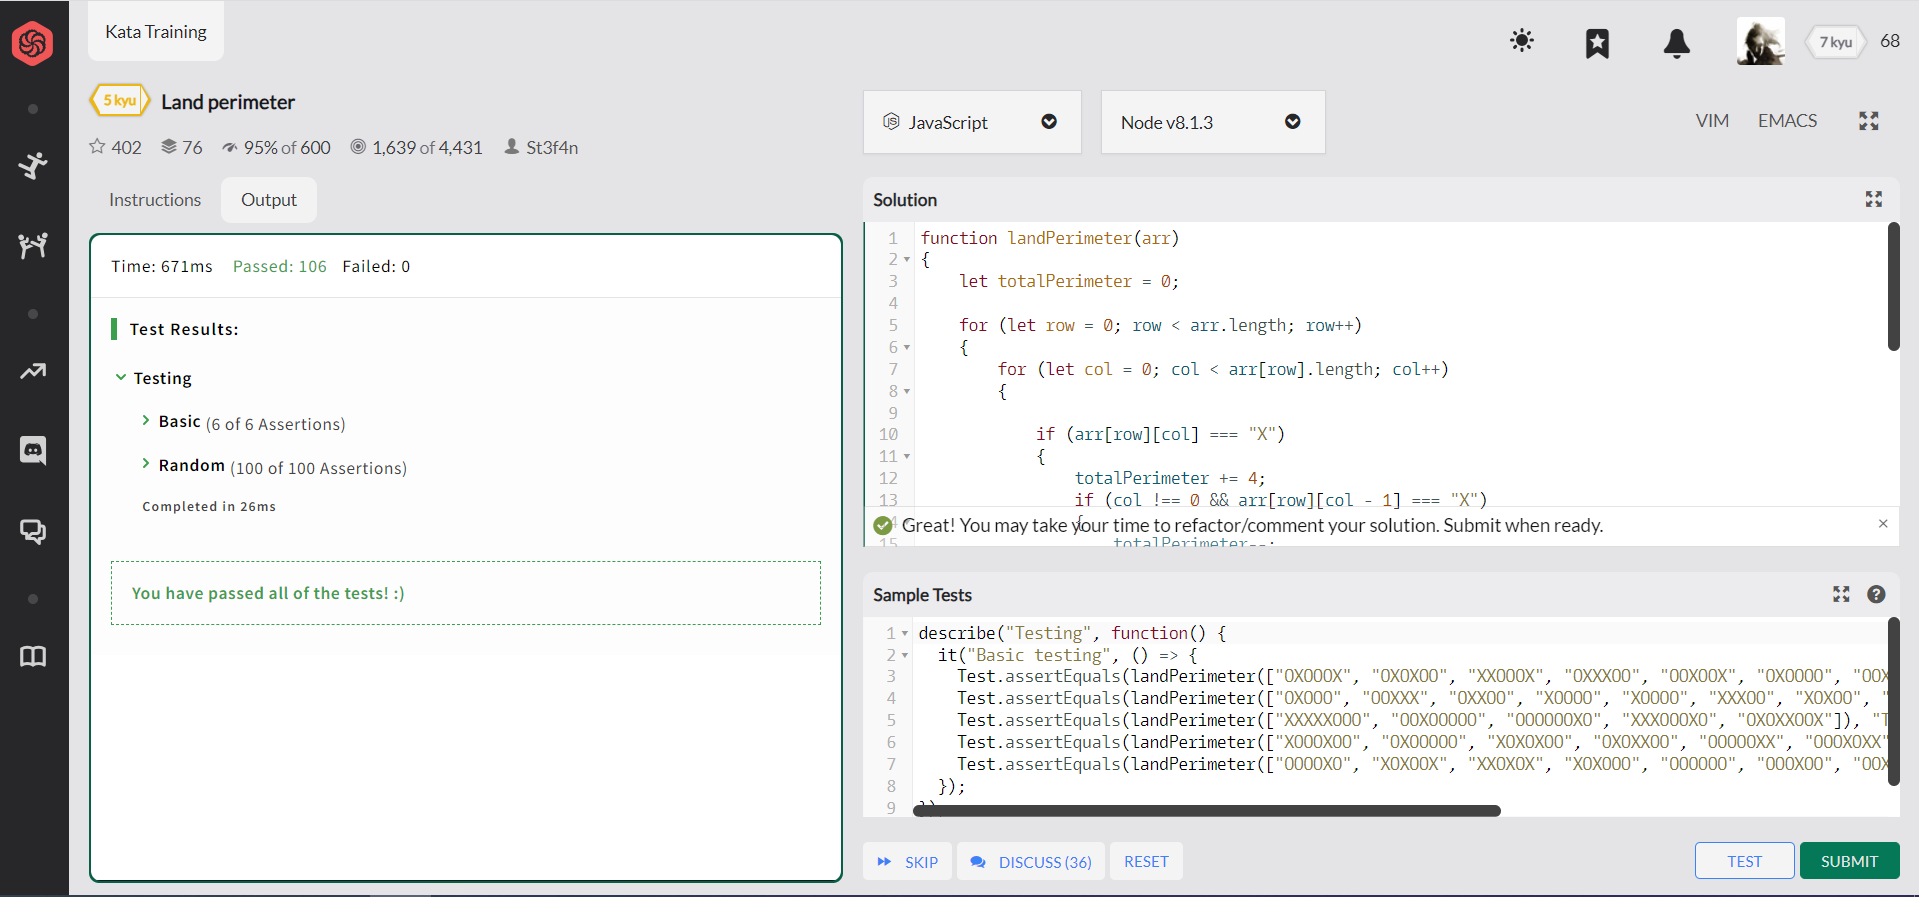 Kata Training
7 kyu 68
5 kyu Land perimeter
402 76 95% of 600 1,639 of 4,431 St3f4n
JavaScript
Node v8.1.3
VIM EMACS
Instructions Output
Time: 671ms Passed: 106 Failed: 0
Test Results:
Testing
Basic (6 of 6 Assertions)
Random (100 of 100 Assertions)
Completed in 26ms
You have passed all of the tests! :)
Solution
1 function landPerimeter(arr)
2 {
3 let totalPerimeter = 0;
4
5 for (let row = 0; row < arr.length; row++)
6 {
7 for (let col = 0; col < arr[row].length; col++)
8 {
9
10 if (arr[row][col] === "X")
11 {
12 totalPerimeter += 4;
13 if (col !== 0 && arr[row][col - 1] === "X")
14 {
Great! You may take your time to refactor/comment your solution. Submit when ready. ×
15 totalPerimeter--;
Sample Tests
1 describe("Testing", function() {
2 it("Basic testing", () => {
3 Test.assertEquals(landPerimeter(["OXOOOX", "OXOXOO", "XXOOOX", "OXXXOO", "OOXOOX", "OXOOOO", "OOX
4 Test.assertEquals(landPerimeter(["OXOOO", "OOXXX", "OXXOO", "XOOOO", "XOOOO", "XXXOO", "XOXOO", "
5 Test.assertEquals(landPerimeter(["XXXXXOOO", "OOXOOOOO", "OOOOOOXO", "XXXOOOXO", "OXOXXOOX"]), "T
6 Test.assertEquals(landPerimeter(["XOOOXOO", "OXOOOOO", "XOXOXOO", "OXOXXOO", "OOOOOXX", "OOOXOXX"
7 Test.assertEquals(landPerimeter(["OOOOXO", "XOXOOX", "XXOXOX", "XOXOOO", "OOOOOO", "OOOXOO", "OOX
8 });
9 })
SKIP DISCUSS (36) RESET TEST SUBMIT